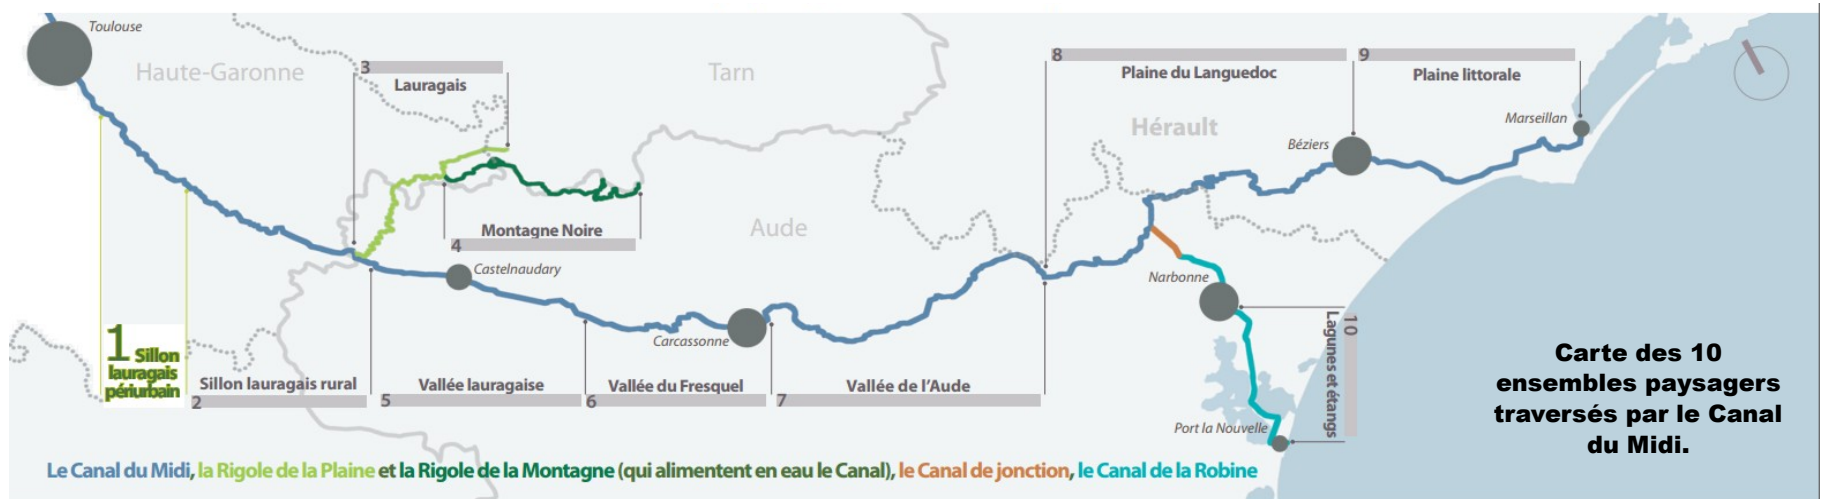 Toulouse
Haute-Garonne
3
Lauragais
Tarn
8
Plaine du Languedoc
9
Plaine littorale
Hérault
Béziers
Marseillan
4
Montagne Noire
Aude
Castelnaudary
Carcassonne
Narbonne
10
Lagunes et étangs
Port la Nouvelle
1 Sillon
lauragais
périurbain
2
Sillon lauragais rural
5
Vallée lauragaise
6
Vallée du Fresquel
7
Vallée de l'Aude
Carte des 10
ensembles paysagers
traversés par le Canal
du Midi.
Le Canal du Midi, la Rigole de la Plaine et la Rigole de la Montagne (qui alimentent en eau le Canal), le Canal de jonction, le Canal de la Robine